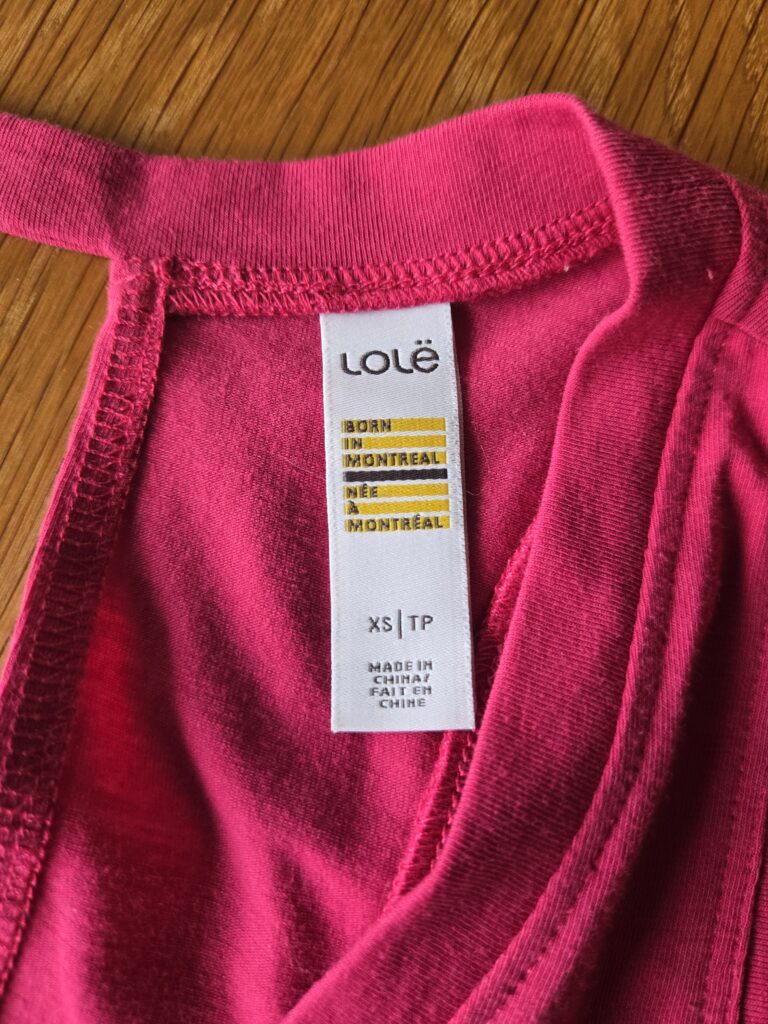 LOLË
BORN
IN
MONTREAL
NÉE
À
MONTRÉAL
XS|TP
MADE IN
CHINA/
FAIT EN
CHINE